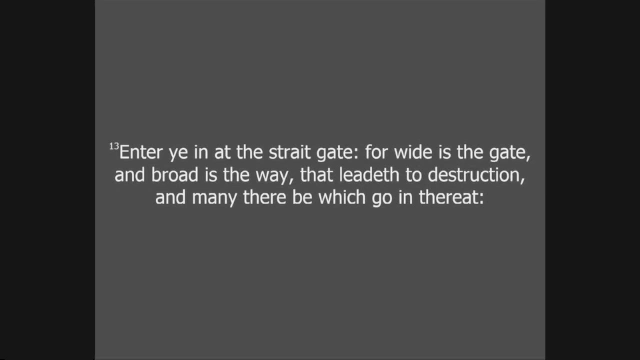 13Enter ye in at the strait gate: for wide is the gate,
and broad is the way, that leadeth to destruction,
and many there be which go in thereat: